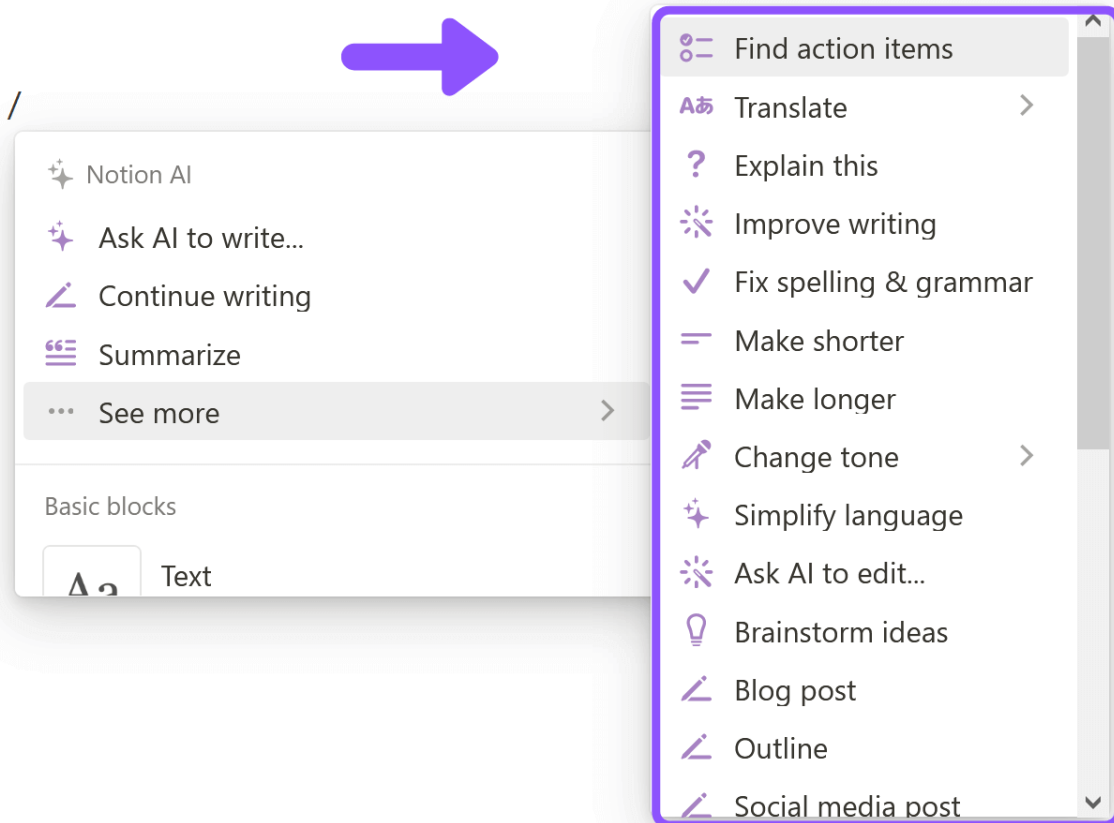 /
Notion AI
Ask AI to write...
Continue writing
Summarize
See more
Basic blocks
Aa
Text
Find action items
Aあ
Translate
Explain this
Improve writing
Fix spelling & grammar
Make shorter
Make longer
Change tone
Simplify language
Ask AI to edit...
Brainstorm ideas
Blog post
Outline
Social media post